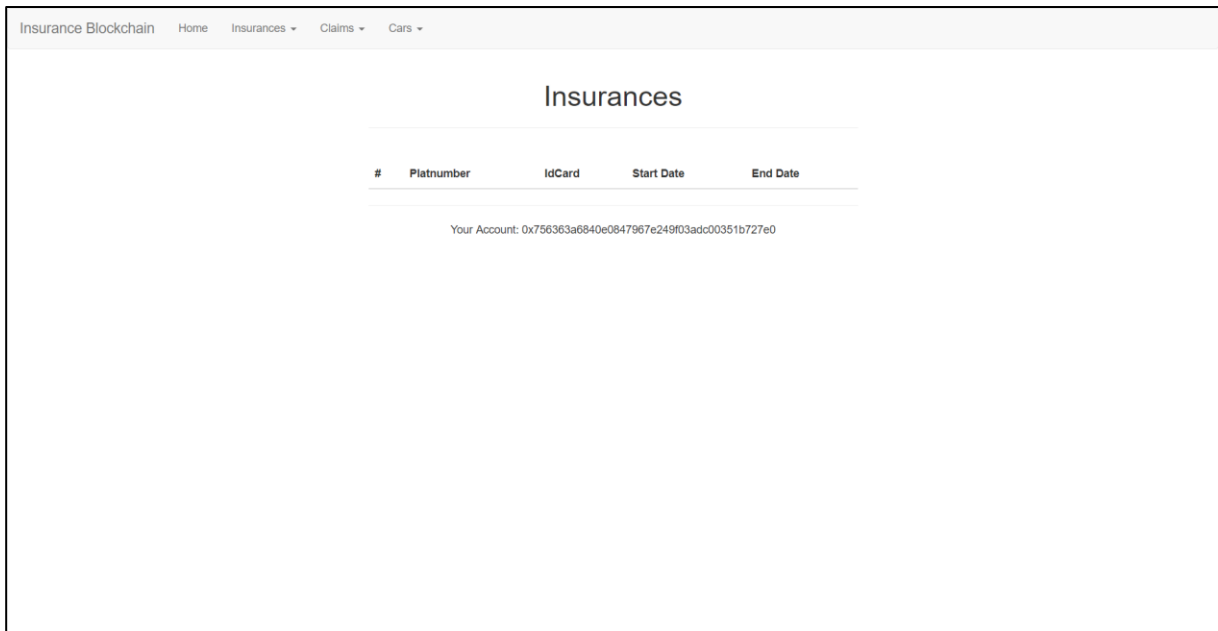 Insurance Blockchain Home Insurances Claims Cars
Insurances
# Platnumber IdCard Start Date End Date
Your Account: 0x756363a6840e0847967e249f03adc00351b727e0